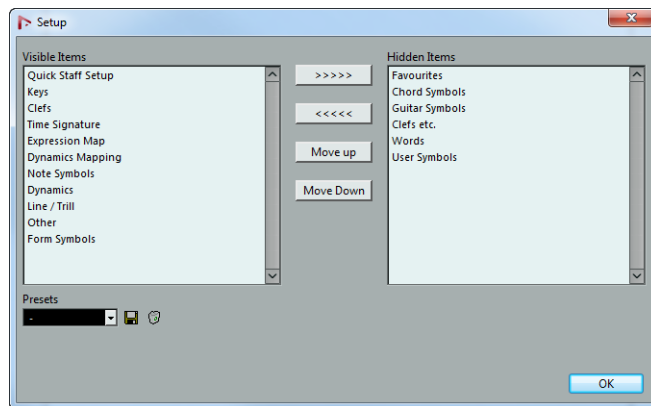 Setup
Visible Items
Quick Staff Setup
Keys
Clefs
Time Signature
Expression Map
Dynamics Mapping
Note Symbols
Dynamics
Line / Trill
Other
Form Symbols
>>>>>
<<<<<
Move up
Move Down
Hidden Items
Favourites
Chord Symbols
Guitar Symbols
Clefs etc.
Words
User Symbols
Presets
-
OK